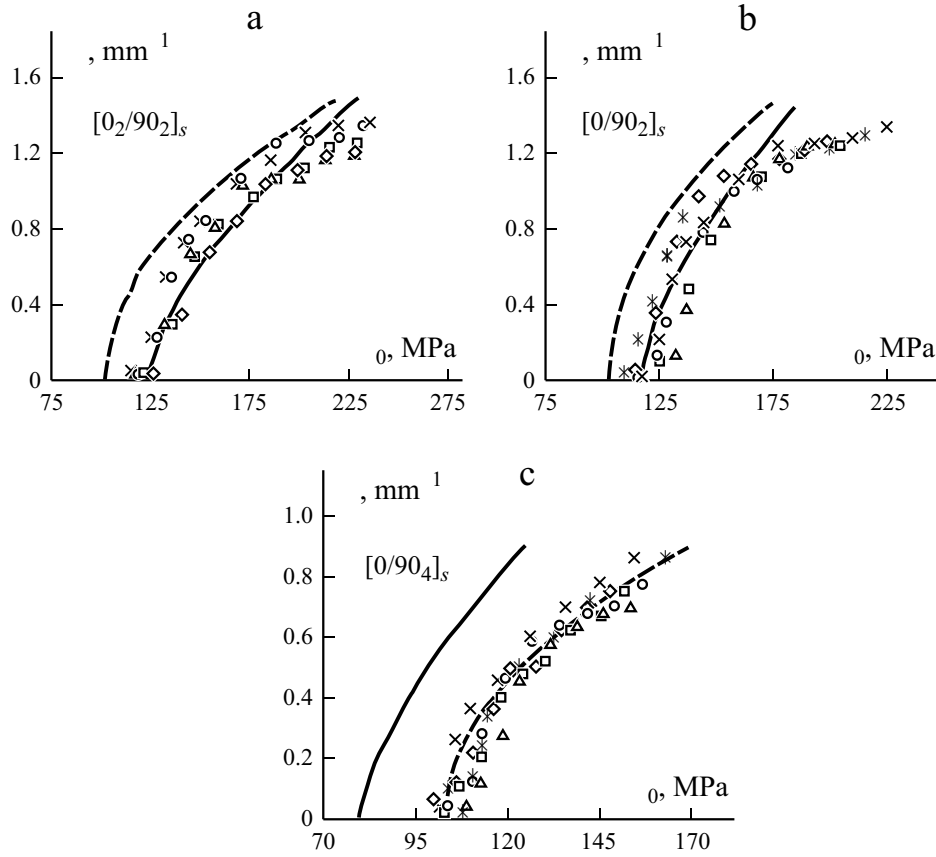 a
, mm 1
1.6
[0₂/90₂]s
1.2
0.8
0.4
0
₀, MPa
75 125 175 225 275
b
, mm 1
1.6
[0/90₂]s
1.2
0.8
0.4
0
₀, MPa
75 125 175 225
c
, mm 1
1.0
[0/90₄]s
0.8
0.6
0.4
0.2
0
₀, MPa
70 95 120 145 170